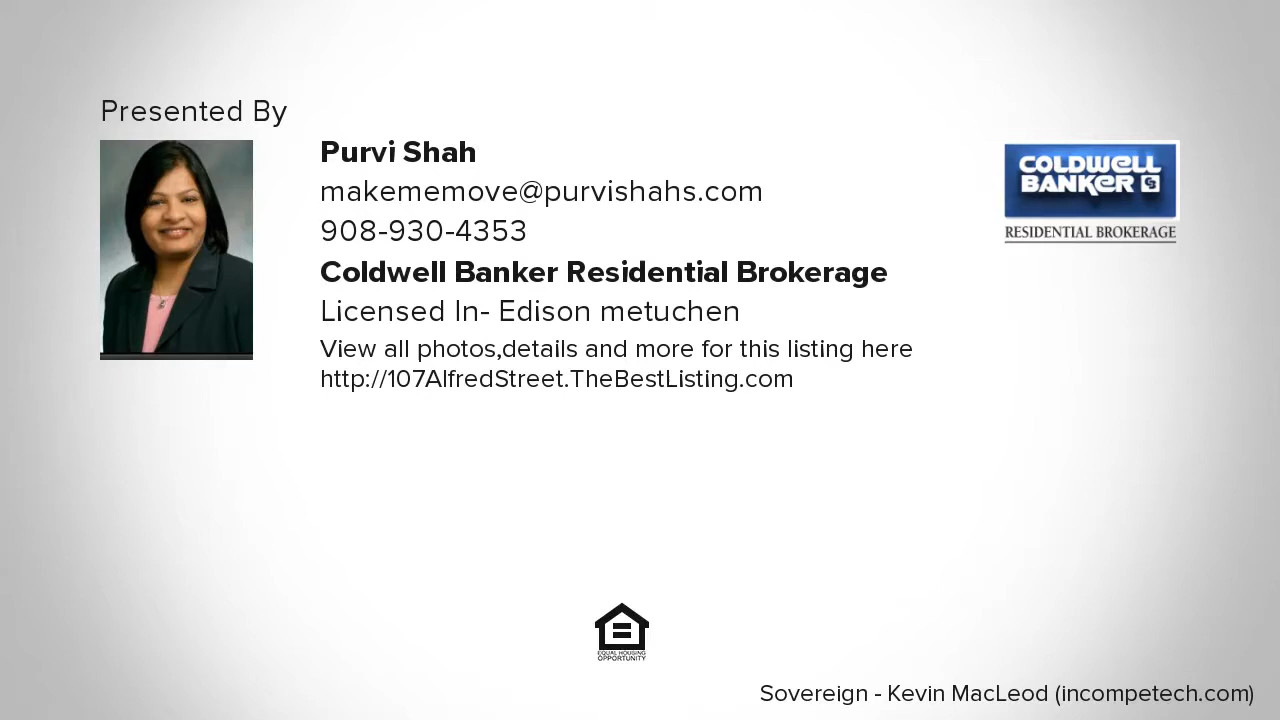 Presented By
Purvi Shah
makememove@purvishahs.com
908-930-4353
Coldwell Banker Residential Brokerage
Licensed In- Edison metuchen
View all photos,details and more for this listing here
http://107AlfredStreet.TheBestListing.com
COLDWELL
BANKER
RESIDENTIAL BROKERAGE
EQUAL HOUSING
OPPORTUNITY
Sovereign - Kevin MacLeod (incompetech.com)